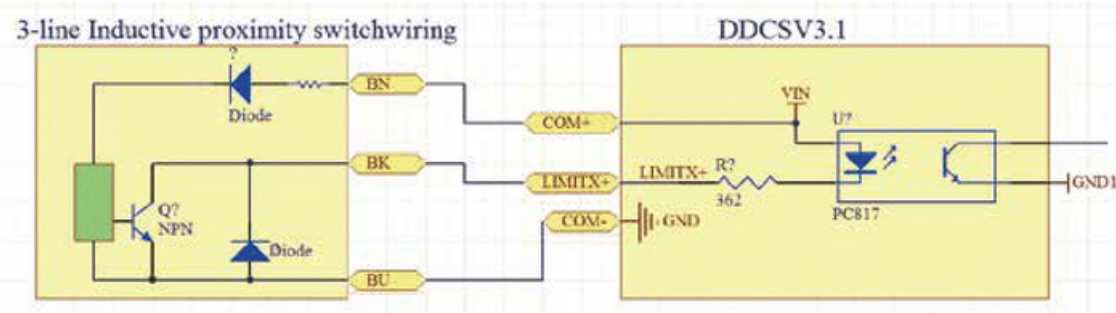 3-line Inductive proximity switchwiring
DDCSV3.1
?
Diode
BN
COM+
VIN
U?
BK
LIMITX+
LIMITX+
R?
362
PC817
GND1
Q?
NPN
Diode
COM-
GND
BU